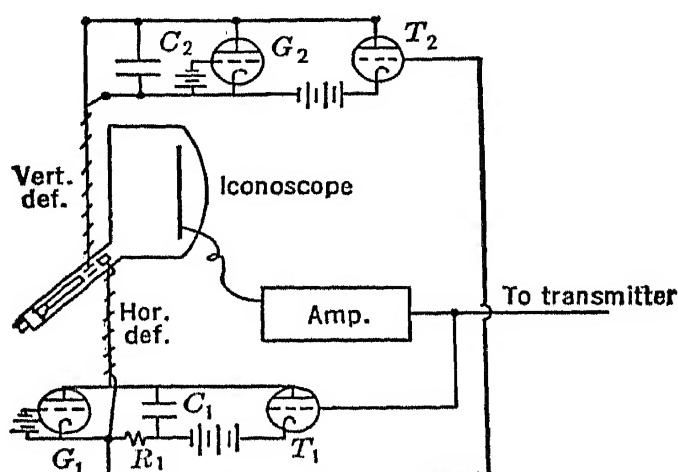 C2
G2
T2
Vert.
def.
Iconoscope
To transmitter
Amp.
Hor.
def.
C1
G1
R1
T1